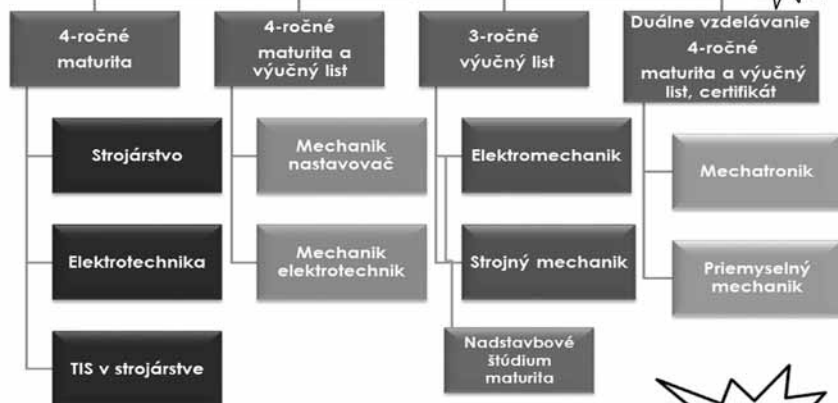 4-ročné
maturita
Strojárstvo
Elektrotechnika
TIS v strojárstve
4-ročné
maturita a
výučný list
Mechanik
nastavovač
Mechanik
elektrotechnik
3-ročné
výučný list
Elektromechanik
Strojný mechanik
Nadstavbové
štúdium
maturita
Duálne vzdelávanie
4-ročné
maturita a výučný
list, certifikát
Mechatronik
Priemyselný
mechanik